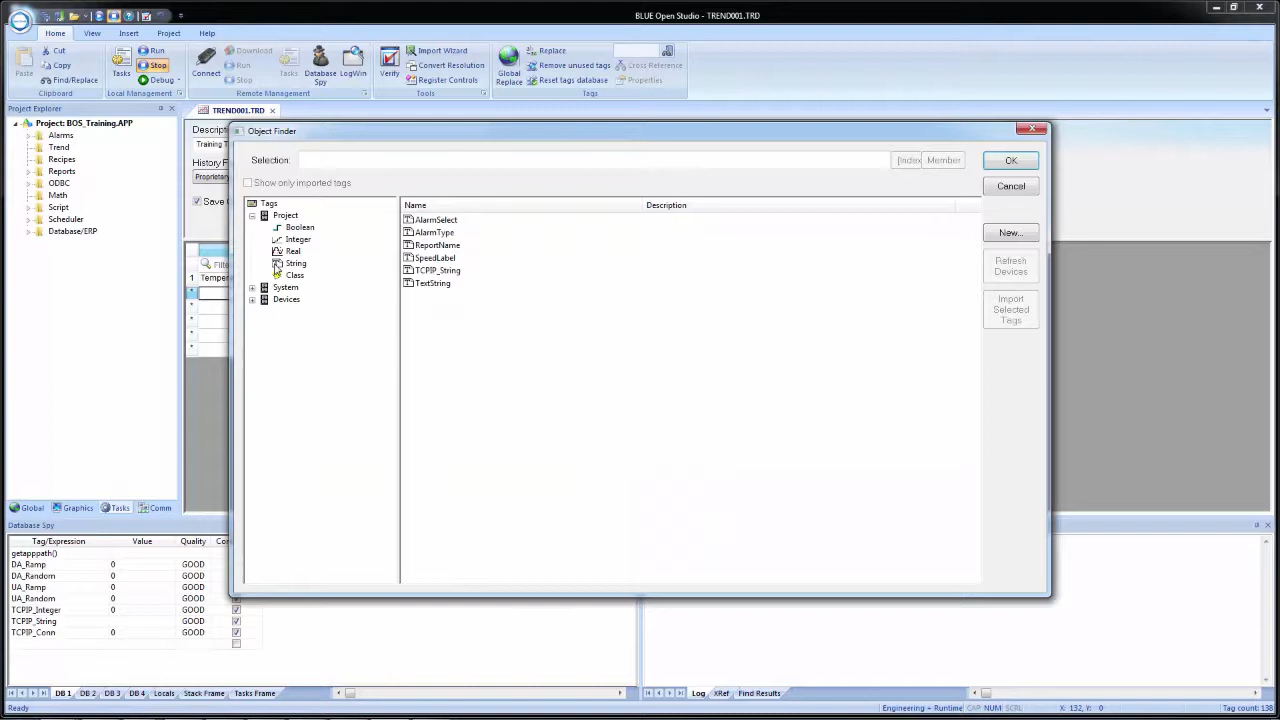 BLUE Open Studio - TREND001.TRD
Home View Insert Project Help
Cut Run Download Run Import Wizard Replace
Copy Stop Stop Convert Resolution Remove unused tags Cross Reference
Paste Find/Replace Tasks Debug Connect Tasks Database Spy LogWin Verify Register Controls Global Replace Reset tags database Properties
Clipboard Local Management Remote Management Tools Tags
Project Explorer
TREND001.TRD
Project: BOS_Training.APP
Alarms
Trend
Recipes
Reports
ODBC
Math
Script
Scheduler
Database/ERP
Global Graphics Tasks Comm
Training T
Proprietary
1 Temper
Object Finder
Selection: Member
OK
Show only imported tags
Cancel
New...
Refresh Devices
Import Selected Tags
Tags
Project
Boolean
Integer
Real
String
Class
System
Devices
Name Description
AlarmSelect
AlarmType
ReportName
SpeedLabel
TCPIP_String
TextString
Database Spy
Tag/Expression Value Quality
getapppath()
DA_Ramp 0 GOOD
DA_Random 0 GOOD
UA_Ramp 0 GOOD
UA_Random 0 GOOD
TCPIP_Integer 0 GOOD
TCPIP_String GOOD
TCPIP_Conn 0 GOOD
DB 1 DB 2 DB 3 DB 4 Locals Stack Frame Tasks Frame
Log XRef Find Results
Ready Engineering + Runtime CAP NUM SCRL X: 132, Y: 0 Tag count: 138